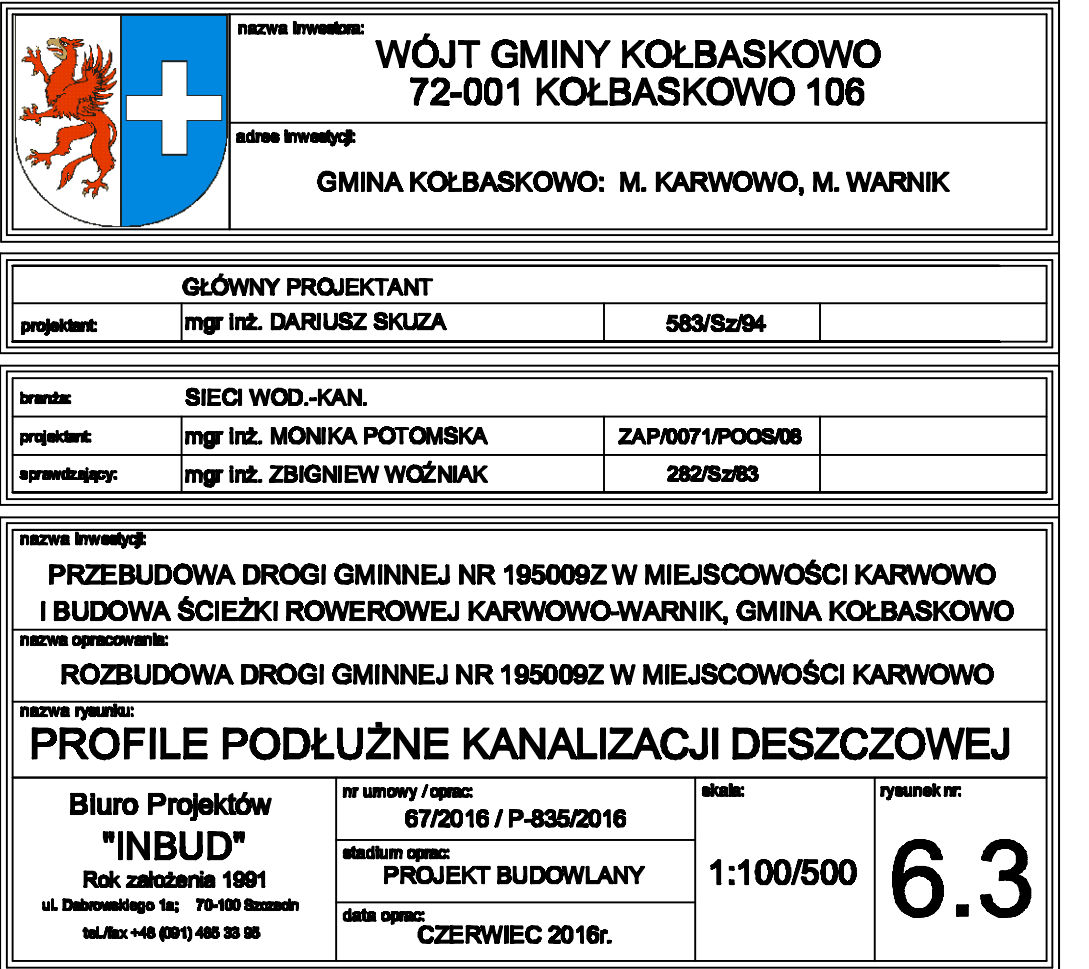 nazwa inwestora:
WÓJT GMINY KOŁBASKOWO
72-001 KOŁBASKOWO 106
adres inwestycji:
GMINA KOŁBASKOWO: M. KARWOWO, M. WARNIK
GŁÓWNY PROJEKTANT
projektant: mgr inż. DARIUSZ SKUZA 583/Sz/94
branża: SIECI WOD.-KAN.
projektant: mgr inż. MONIKA POTOMSKA ZAP/0071/POOS/08
sprawdzający: mgr inż. ZBIGNIEW WOŹNIAK 282/Sz/83
nazwa inwestycji:
PRZEBUDOWA DROGI GMINNEJ NR 195009Z W MIEJSCOWOŚCI KARWOWO
I BUDOWA ŚCIEŻKI ROWEROWEJ KARWOWO-WARNIK, GMINA KOŁBASKOWO
nazwa opracowania:
ROZBUDOWA DROGI GMINNEJ NR 195009Z W MIEJSCOWOŚCI KARWOWO
nazwa rysunku:
PROFILE PODŁUŻNE KANALIZACJI DESZCZOWEJ
Biuro Projektów
"INBUD"
Rok założenia 1991
ul. Dąbrowskiego 1a; 70-100 Szczecin
tel./fax +48 (091) 485 33 95
nr umowy / oprac:
67/2016 / P-835/2016
stadium oprac:
PROJEKT BUDOWLANY
data oprac:
CZERWIEC 2016r.
skala:
1:100/500
rysunek nr:
6.3